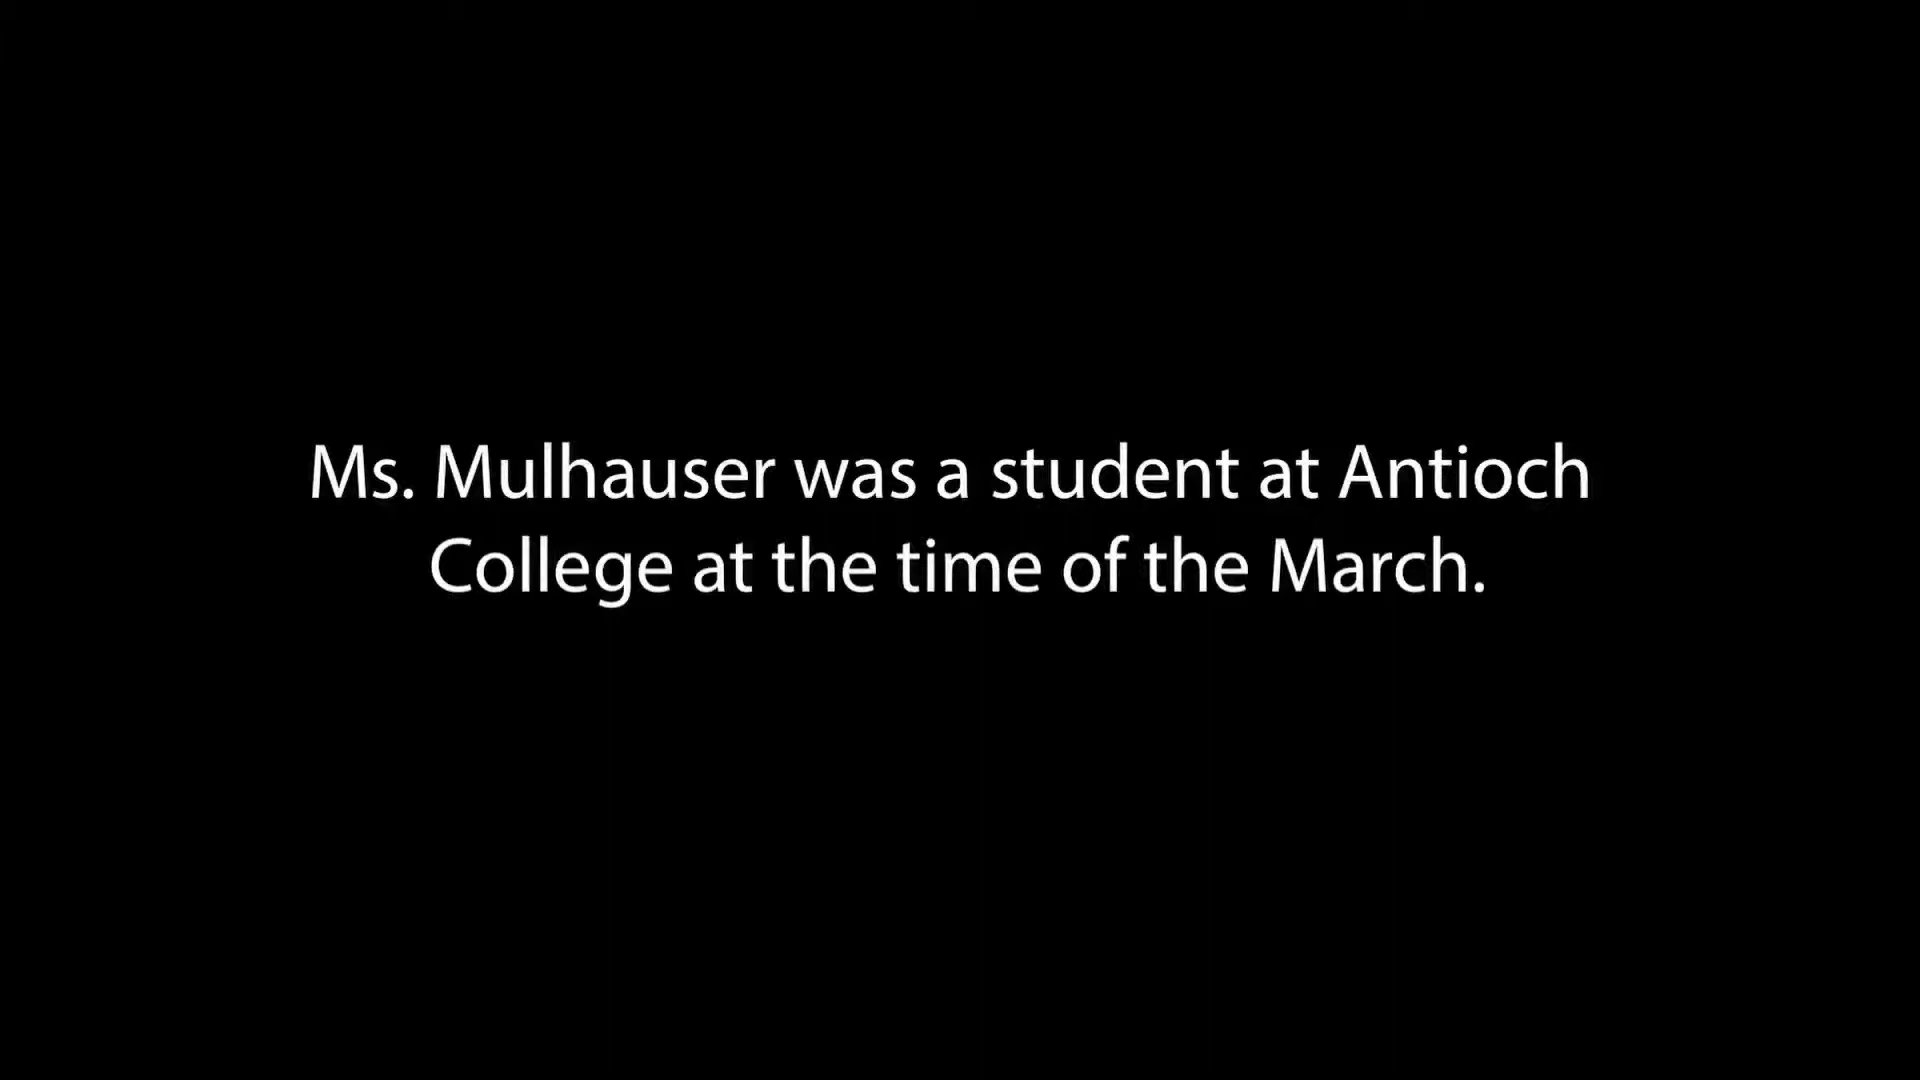 Ms. Mulhauser was a student at Antioch
College at the time of the March.